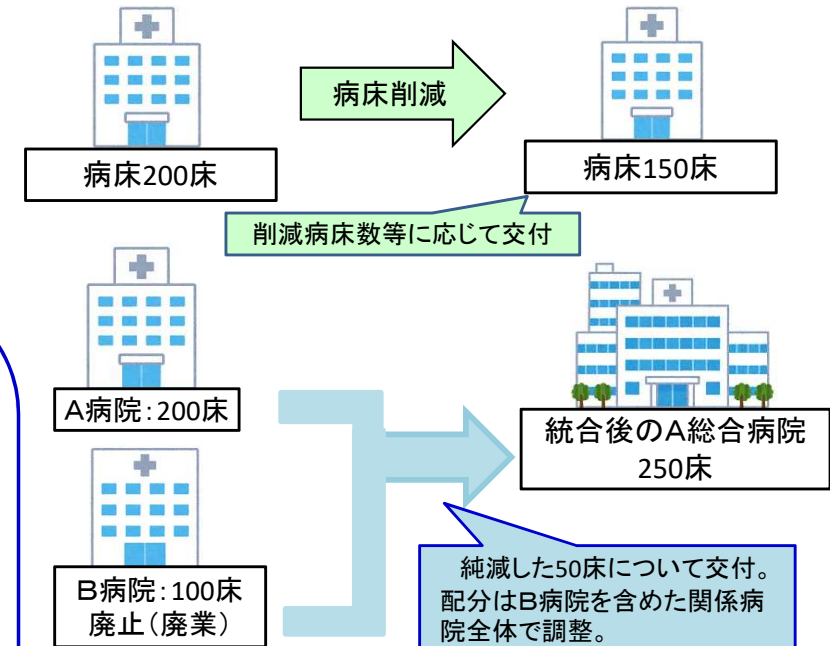 病床削減
病床200床
病床150床
削減病床数等に応じて交付
A病院:200床
統合後のA総合病院
250床
B病院:100床
廃止(廃業)
純減した50床について交付。
配分はB病院を含めた関係病
院全体で調整。